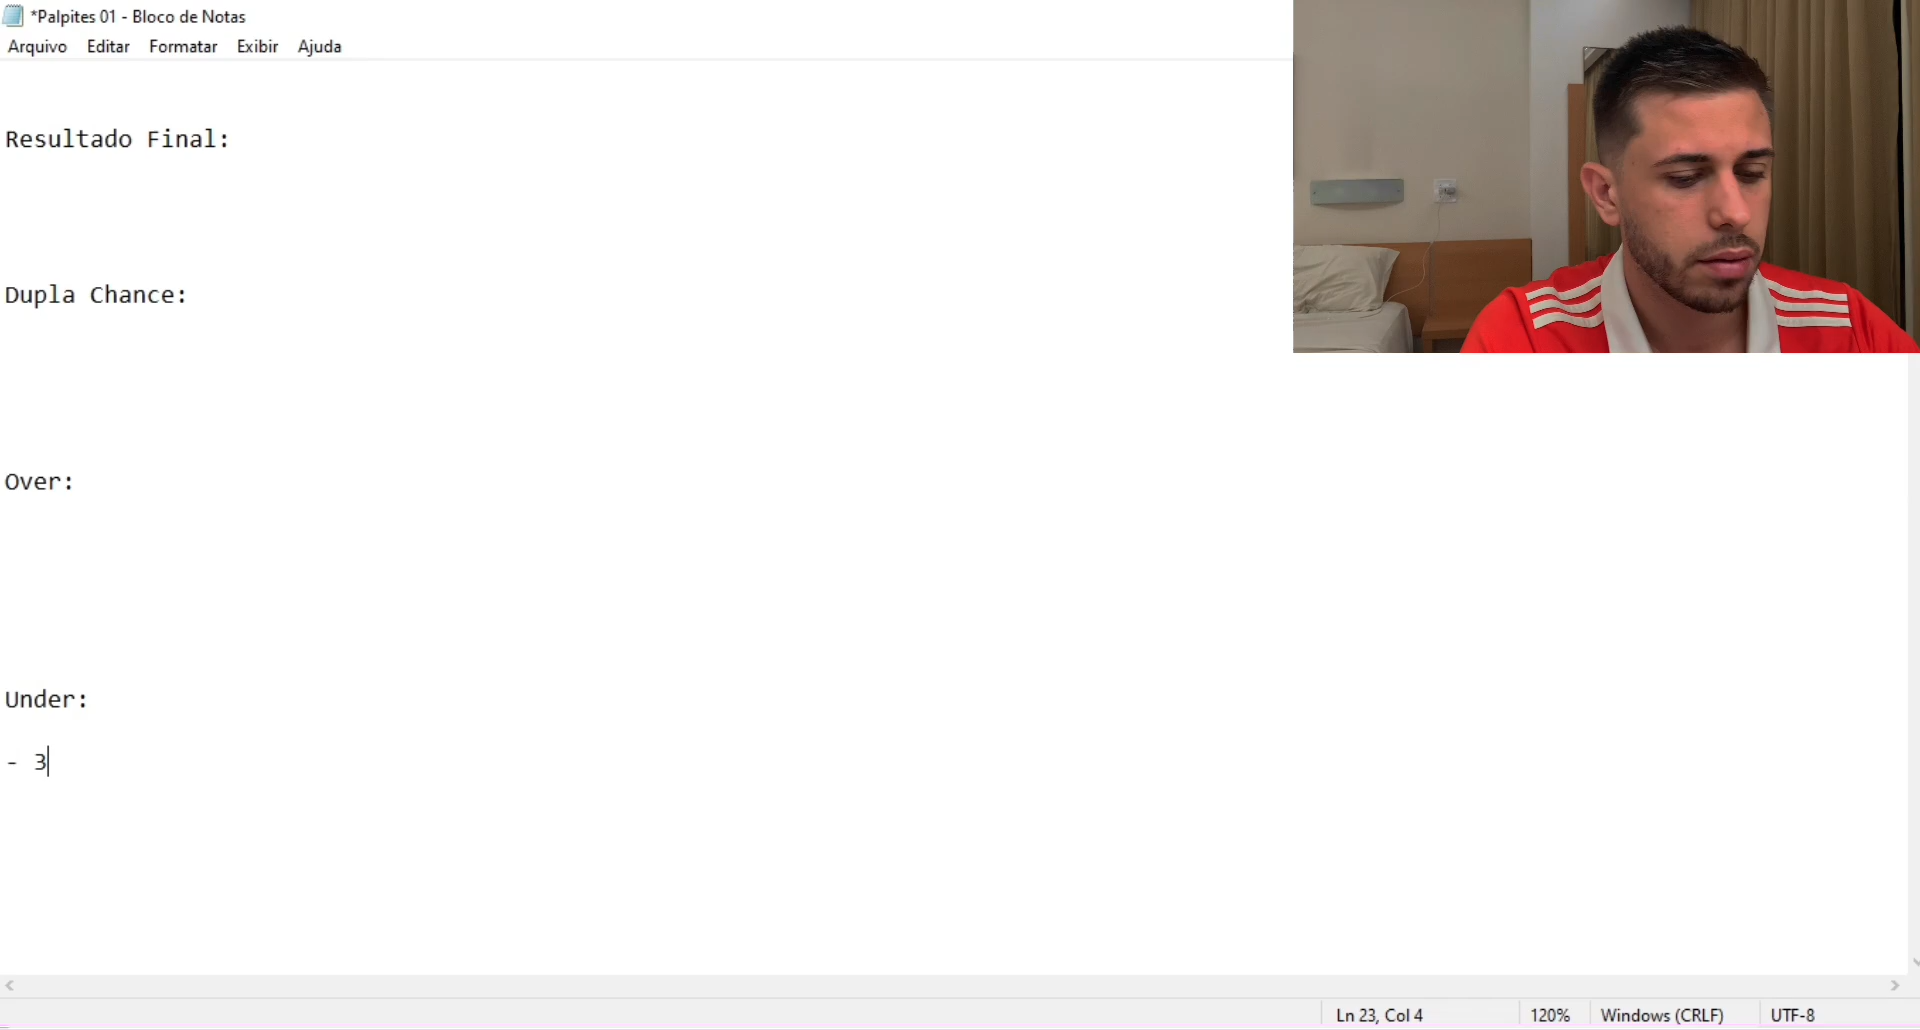 *Palpites 01 - Bloco de Notas
Arquivo Editar Formatar Exibir Ajuda
Resultado Final:
Dupla Chance:
Over:
Under:
- 3
Ln 23, Col 4 120% Windows (CRLF) UTF-8